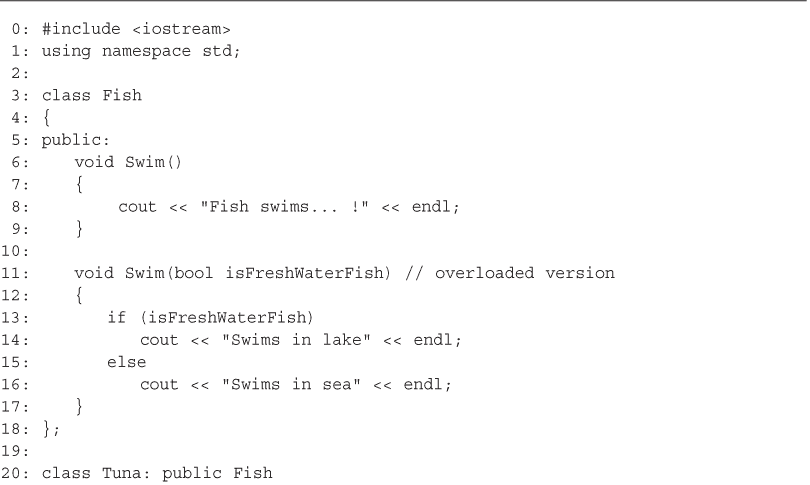 0: #include <iostream>
1: using namespace std;
2:
3: class Fish
4: {
5: public:
6:    void Swim()
7:    {
8:        cout << "Fish swims... !" << endl;
9:    }
10:
11:    void Swim(bool isFreshWaterFish) // overloaded version
12:    {
13:       if (isFreshWaterFish)
14:          cout << "Swims in lake" << endl;
15:       else
16:          cout << "Swims in sea" << endl;
17:    }
18: };
19:
20: class Tuna: public Fish